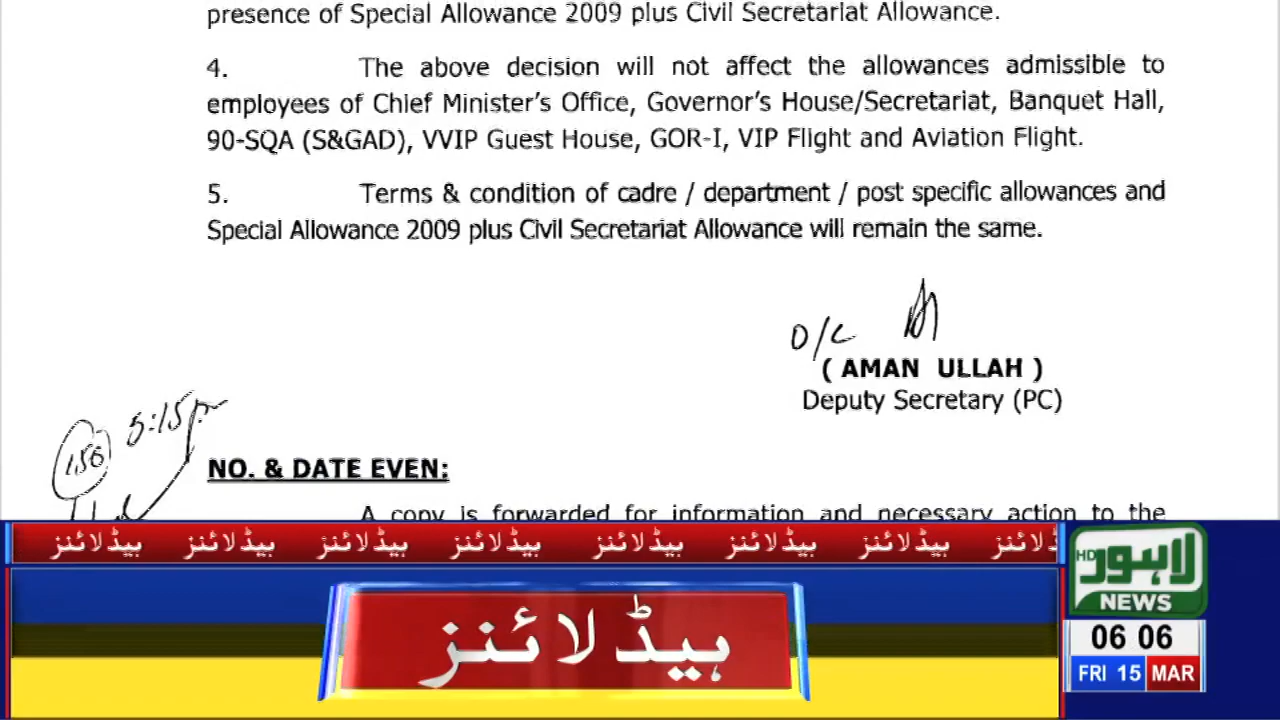 presence of Special Allowance 2009 plus Civil Secretariat Allowance.
4. The above decision will not affect the allowances admissible to
employees of Chief Minister's Office, Governor's House/Secretariat, Banquet Hall,
90-SQA (S&GAD), VVIP Guest House, GOR-I, VIP Flight and Aviation Flight.
5. Terms & condition of cadre / department / post specific allowances and
Special Allowance 2009 plus Civil Secretariat Allowance will remain the same.
O/C
( AMAN ULLAH )
Deputy Secretary (PC)
5:15pm
156
NO. & DATE EVEN:
A copy is forwarded for information and necessary action to the
ہیڈلائنز ہیڈلائنز ہیڈلائنز ہیڈلائنز ہیڈلائنز ہیڈلائنز ہیڈلائنز ہیڈلائنز
ہیڈلائنز
HD لاہور
NEWS
06 06
FRI 15 MAR